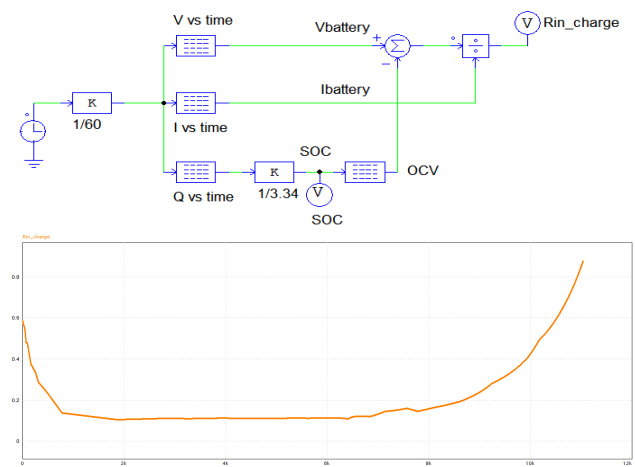 V vs time
Vbattery
V
Rin_charge
+
Σ
−
÷
K
Ibattery
1/60
I vs time
SOC
K
OCV
Q vs time
1/3.34
V
SOC
Rin_charge
0.8
0.6
0.4
0.2
0
0
2k
4k
6k
8k
10k
12k